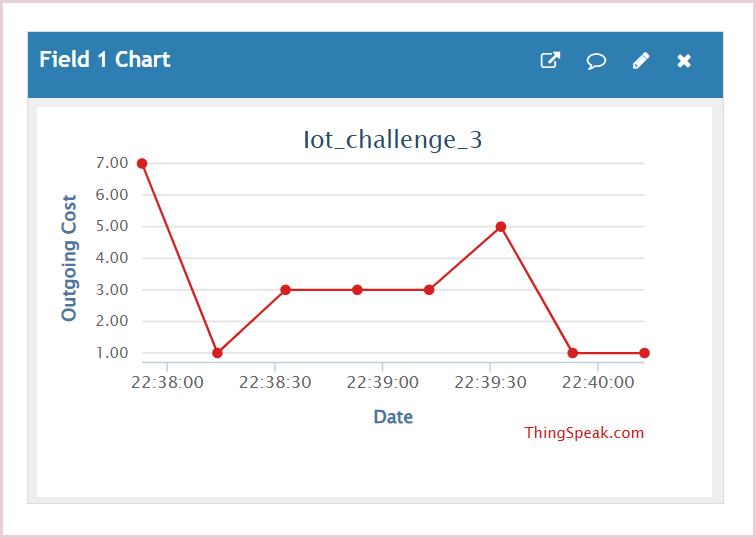 Field 1 Chart
Iot_challenge_3
7.00
6.00
5.00
4.00
3.00
2.00
1.00
Outgoing Cost
22:38:00 22:38:30 22:39:00 22:39:30 22:40:00
Date
ThingSpeak.com